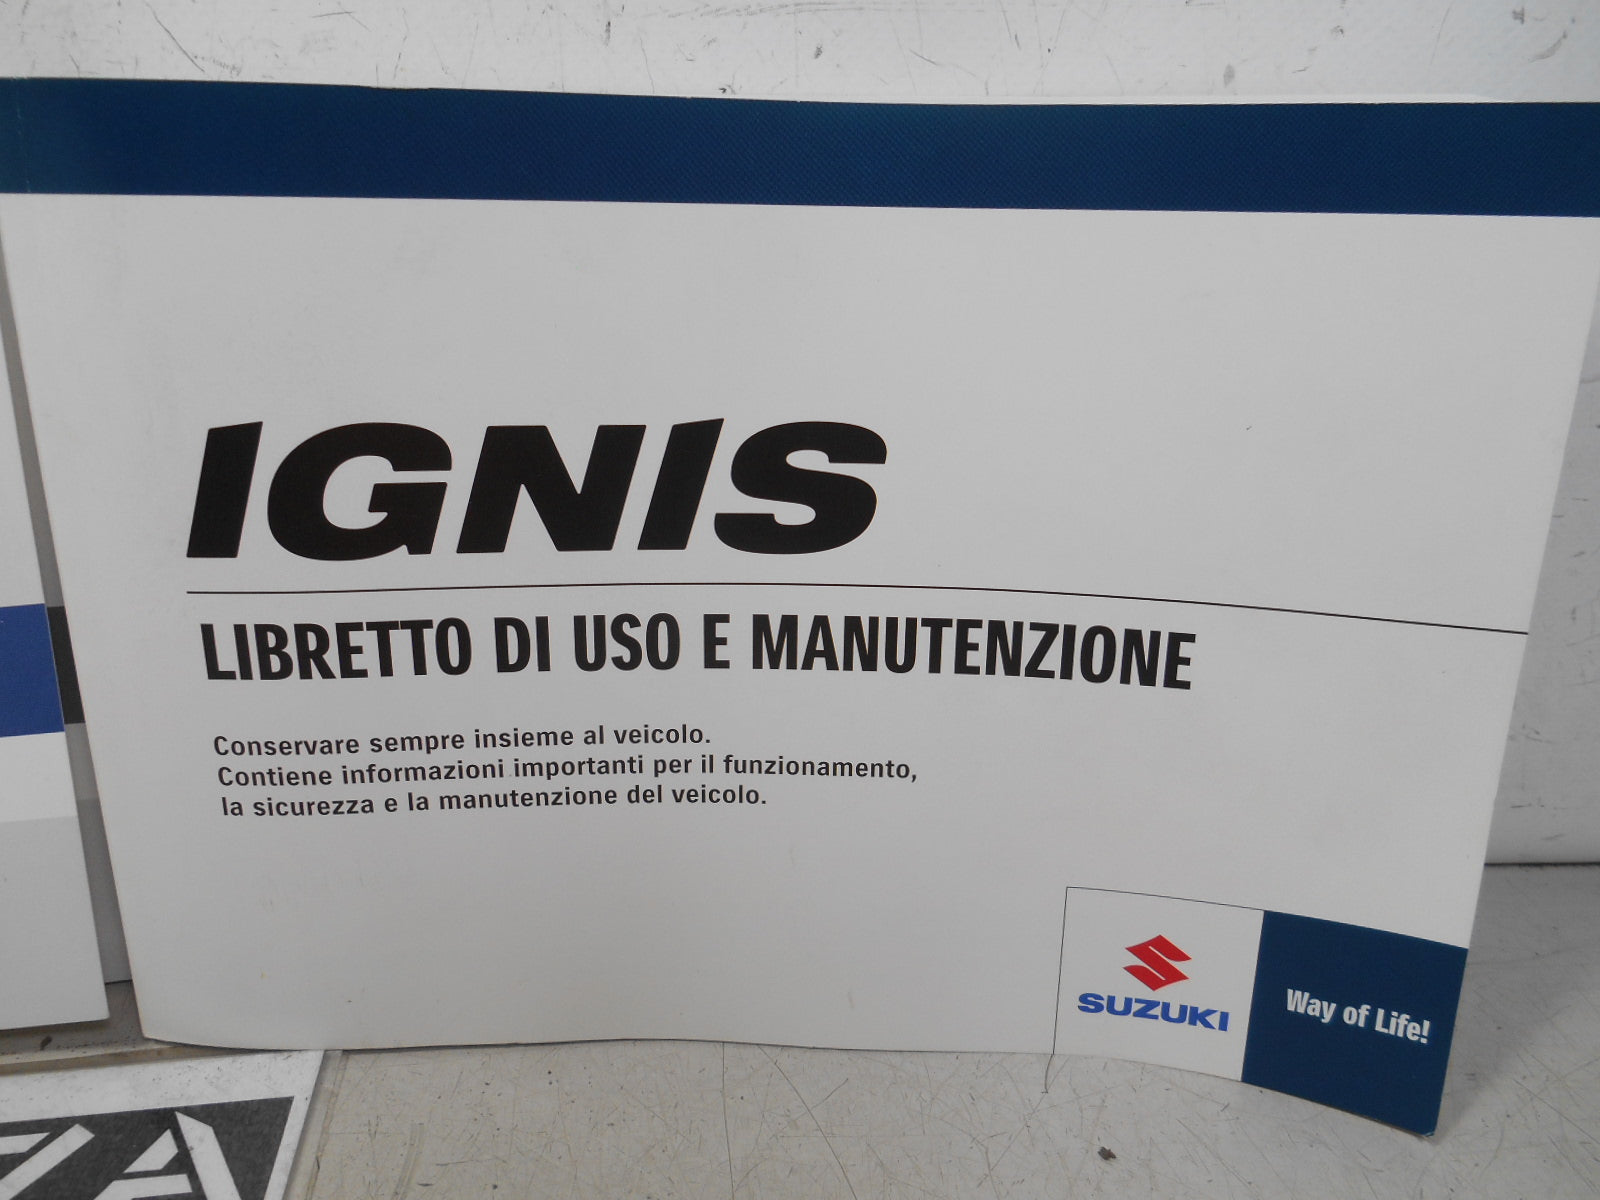 IGNIS
LIBRETTO DI USO E MANUTENZIONE
Conservare sempre insieme al veicolo.
Contiene informazioni importanti per il funzionamento,
la sicurezza e la manutenzione del veicolo.
SUZUKI
Way of Life!